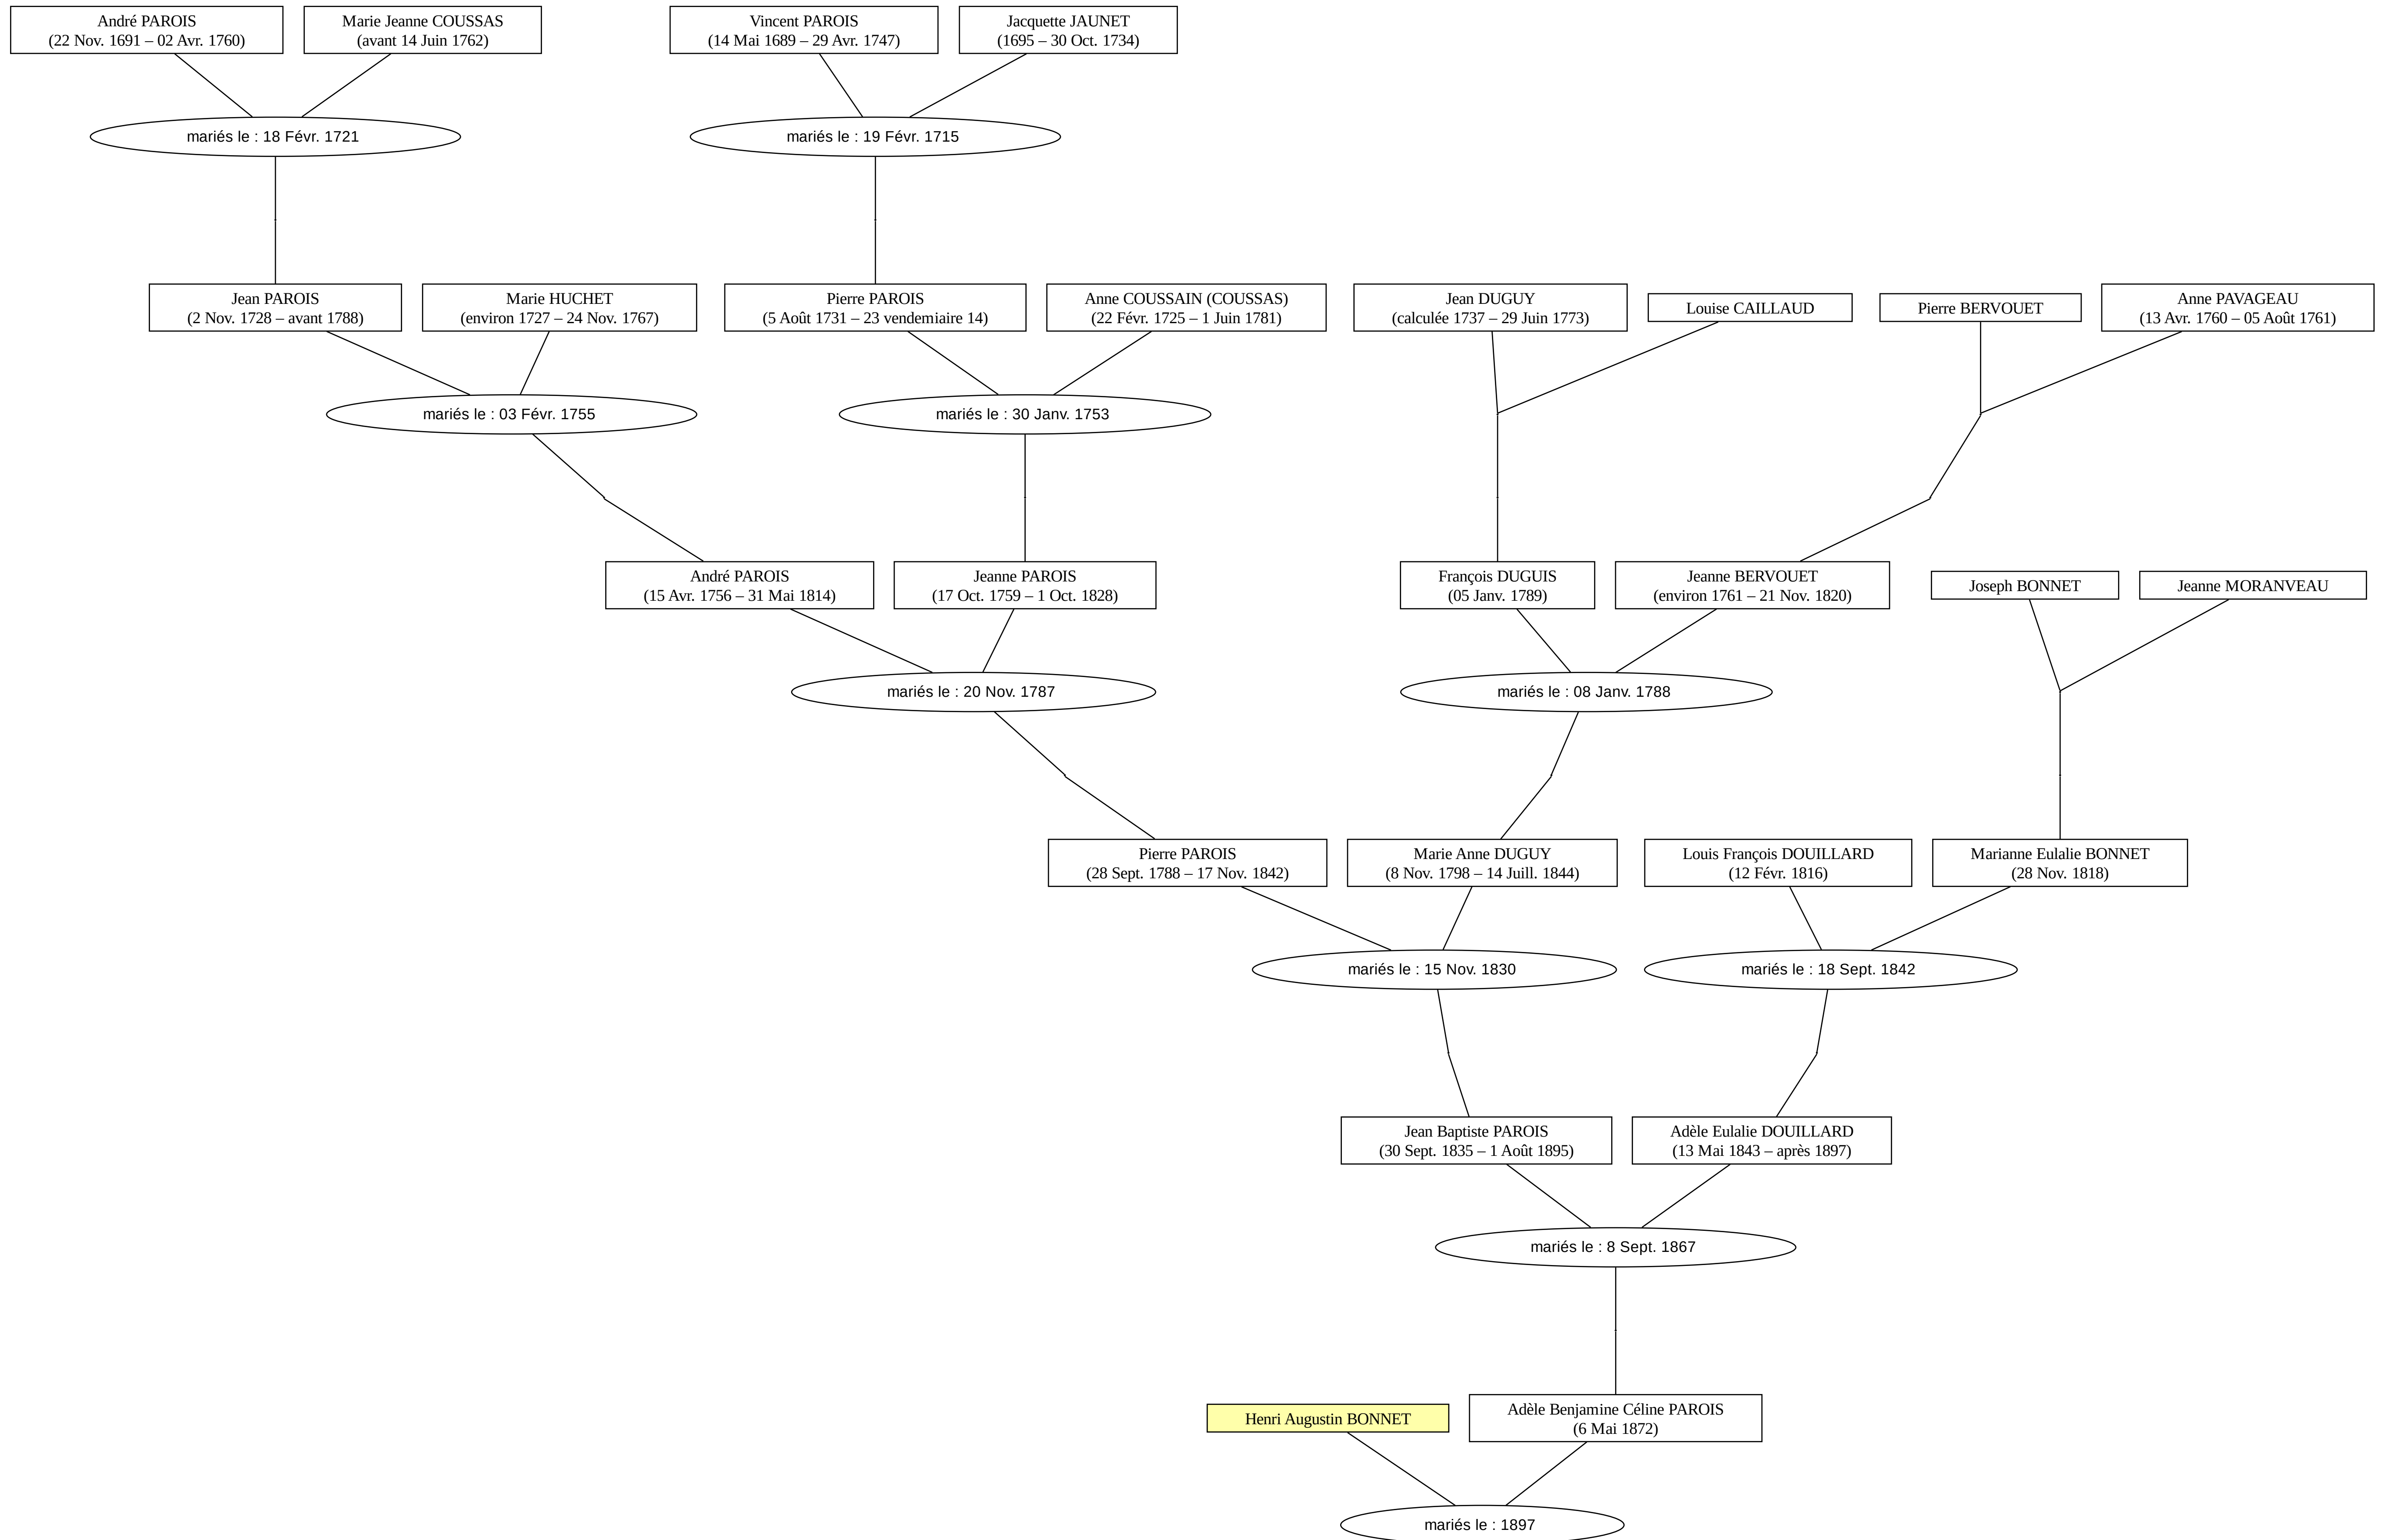 André PAROIS
(22 Nov. 1691 – 02 Avr. 1760)
Marie Jeanne COUSSAS
(avant 14 Juin 1762)
Vincent PAROIS
(14 Mai 1689 – 29 Avr. 1747)
Jacquette JAUNET
(1695 – 30 Oct. 1734)
mariés le : 18 Févr. 1721
mariés le : 19 Févr. 1715
Jean PAROIS
(2 Nov. 1728 – avant 1788)
Marie HUCHET
(environ 1727 – 24 Nov. 1767)
Pierre PAROIS
(5 Août 1731 – 23 vendemiaire 14)
Anne COUSSAIN (COUSSAS)
(22 Févr. 1725 – 1 Juin 1781)
Jean DUGUY
(calculée 1737 – 29 Juin 1773)
Louise CAILLAUD
Pierre BERVOUET
Anne PAVAGEAU
(13 Avr. 1760 – 05 Août 1761)
mariés le : 03 Févr. 1755
mariés le : 30 Janv. 1753
André PAROIS
(15 Avr. 1756 – 31 Mai 1814)
Jeanne PAROIS
(17 Oct. 1759 – 1 Oct. 1828)
François DUGUIS
(05 Janv. 1789)
Jeanne BERVOUET
(environ 1761 – 21 Nov. 1820)
Joseph BONNET
Jeanne MORANVEAU
mariés le : 20 Nov. 1787
mariés le : 08 Janv. 1788
Pierre PAROIS
(28 Sept. 1788 – 17 Nov. 1842)
Marie Anne DUGUY
(8 Nov. 1798 – 14 Juill. 1844)
Louis François DOUILLARD
(12 Févr. 1816)
Marianne Eulalie BONNET
(28 Nov. 1818)
mariés le : 15 Nov. 1830
mariés le : 18 Sept. 1842
Jean Baptiste PAROIS
(30 Sept. 1835 – 1 Août 1895)
Adèle Eulalie DOUILLARD
(13 Mai 1843 – après 1897)
mariés le : 8 Sept. 1867
Henri Augustin BONNET
Adèle Benjamine Céline PAROIS
(6 Mai 1872)
mariés le : 1897